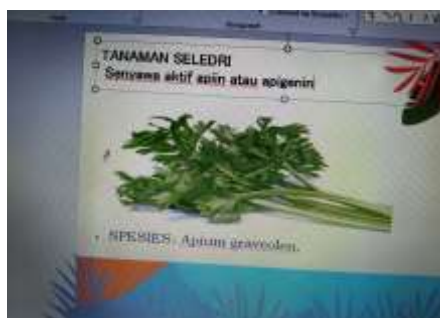 TANAMAN SELEDRI
Senyawa aktif apiin atau apigenin
• SPESIES: Apium graveolen.